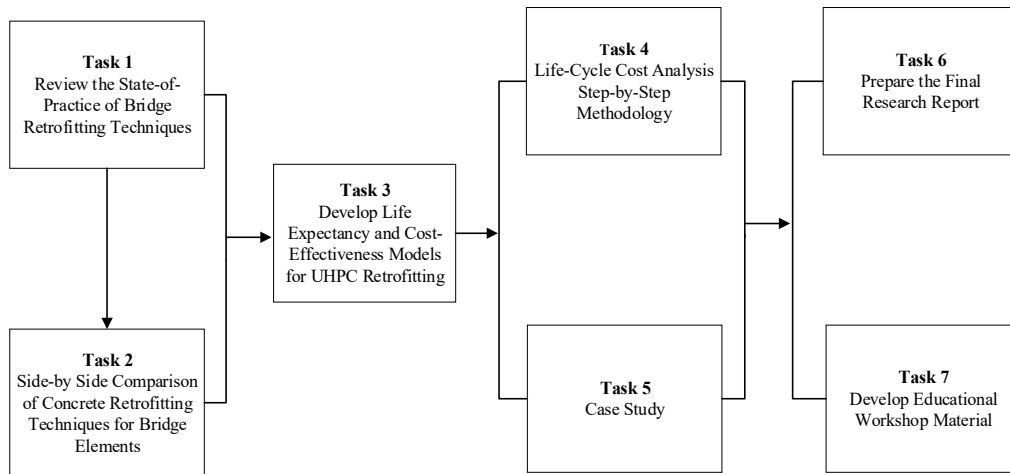 Task 1
Review the State-of-
Practice of Bridge
Retrofitting Techniques
Task 2
Side-by Side Comparison
of Concrete Retrofitting
Techniques for Bridge
Elements
Task 3
Develop Life
Expectancy and Cost-
Effectiveness Models
for UHPC Retrofitting
Task 4
Life-Cycle Cost Analysis
Step-by-Step
Methodology
Task 5
Case Study
Task 6
Prepare the Final
Research Report
Task 7
Develop Educational
Workshop Material